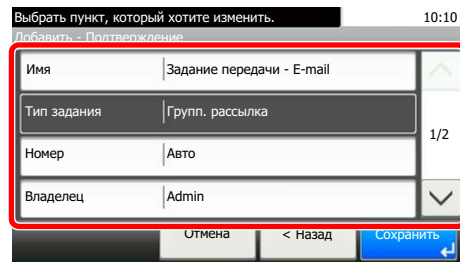 Выбрать пункт, который хотите изменить.
10:10
Добавить - Подтверждение
Имя Задание передачи - E-mail
Тип задания Групп. рассылка
1/2
Номер Авто
Владелец Admin
Отмена < Назад Сохранить